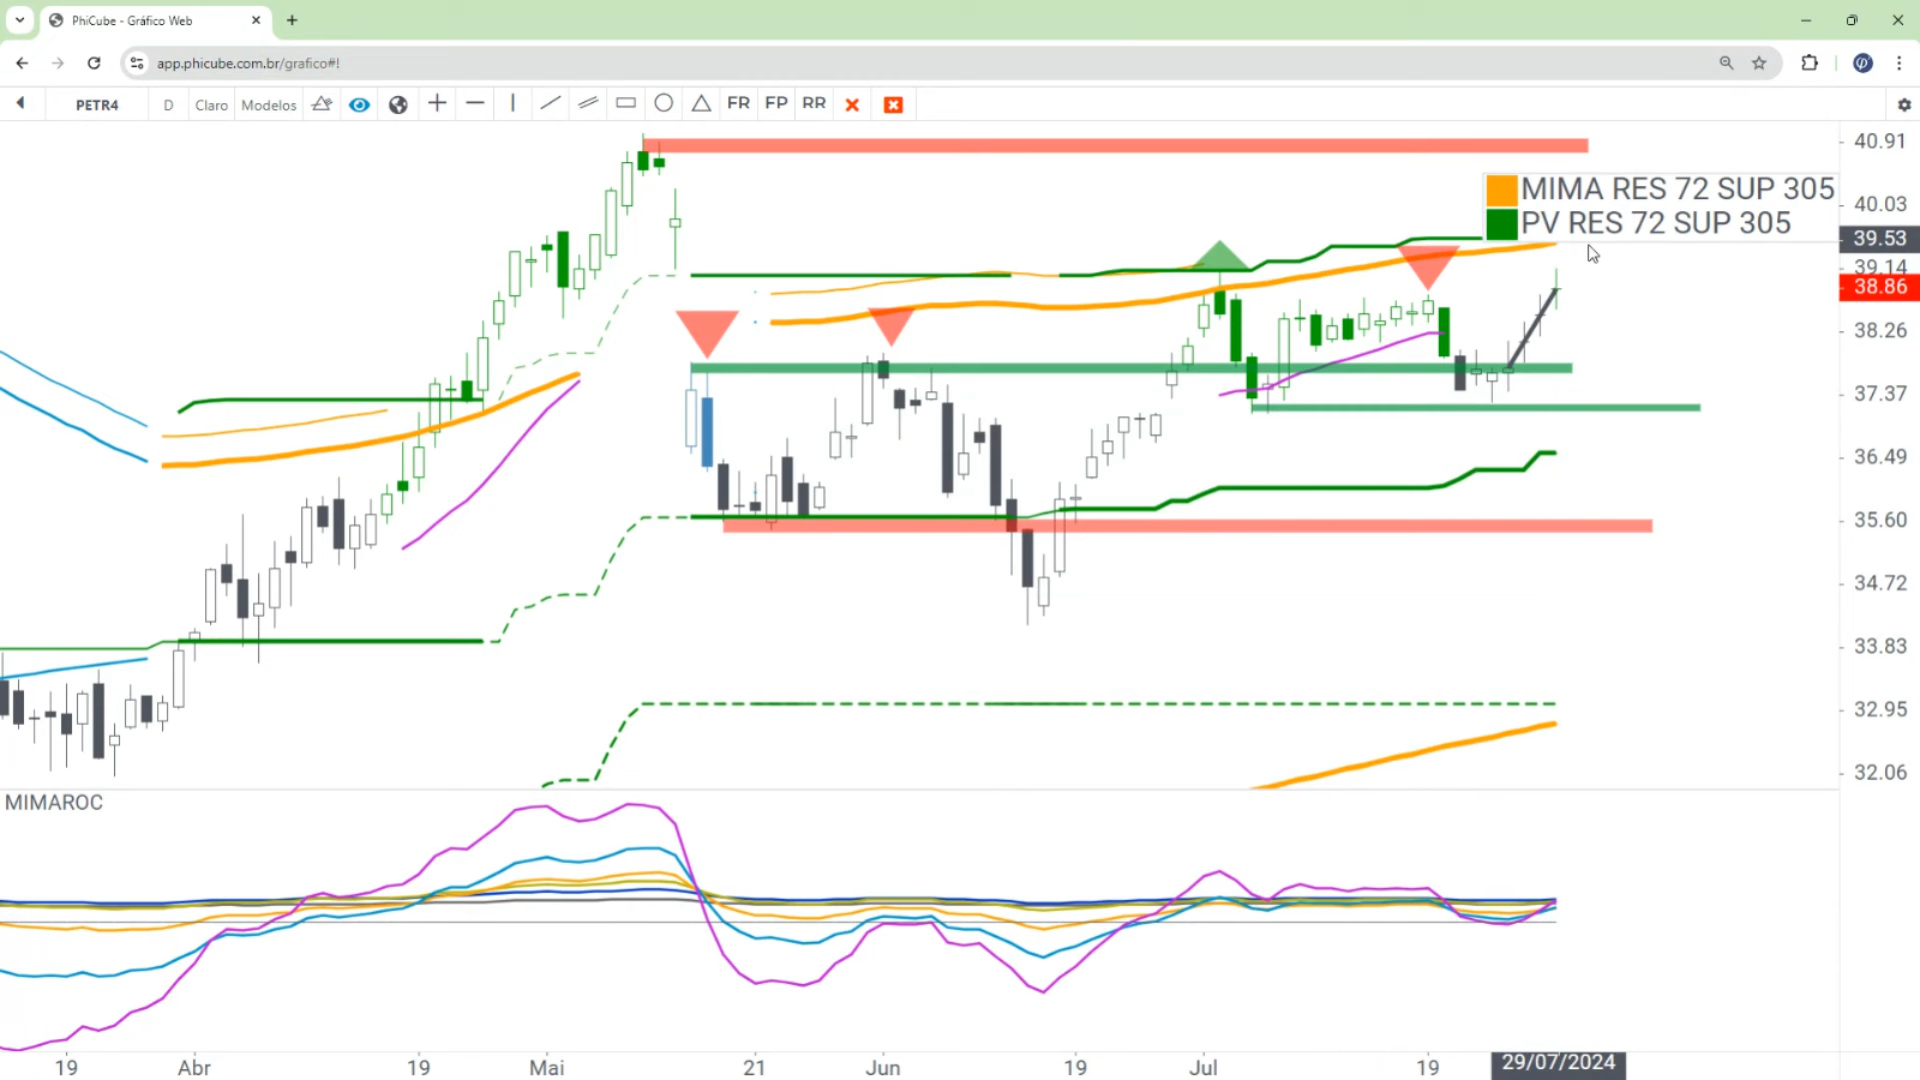 PhiCube - Gráfico Web
app.phicube.com.br/grafico#!
PETR4 D Claro Modelos FR FP RR
MIMA RES 72 SUP 305
PV RES 72 SUP 305
40.91
40.03
39.53
39.14
38.86
38.26
37.37
36.49
35.60
34.72
33.83
32.95
32.06
MIMAROC
19 Abr 19 Mai 21 Jun 19 Jul 19 29/07/2024